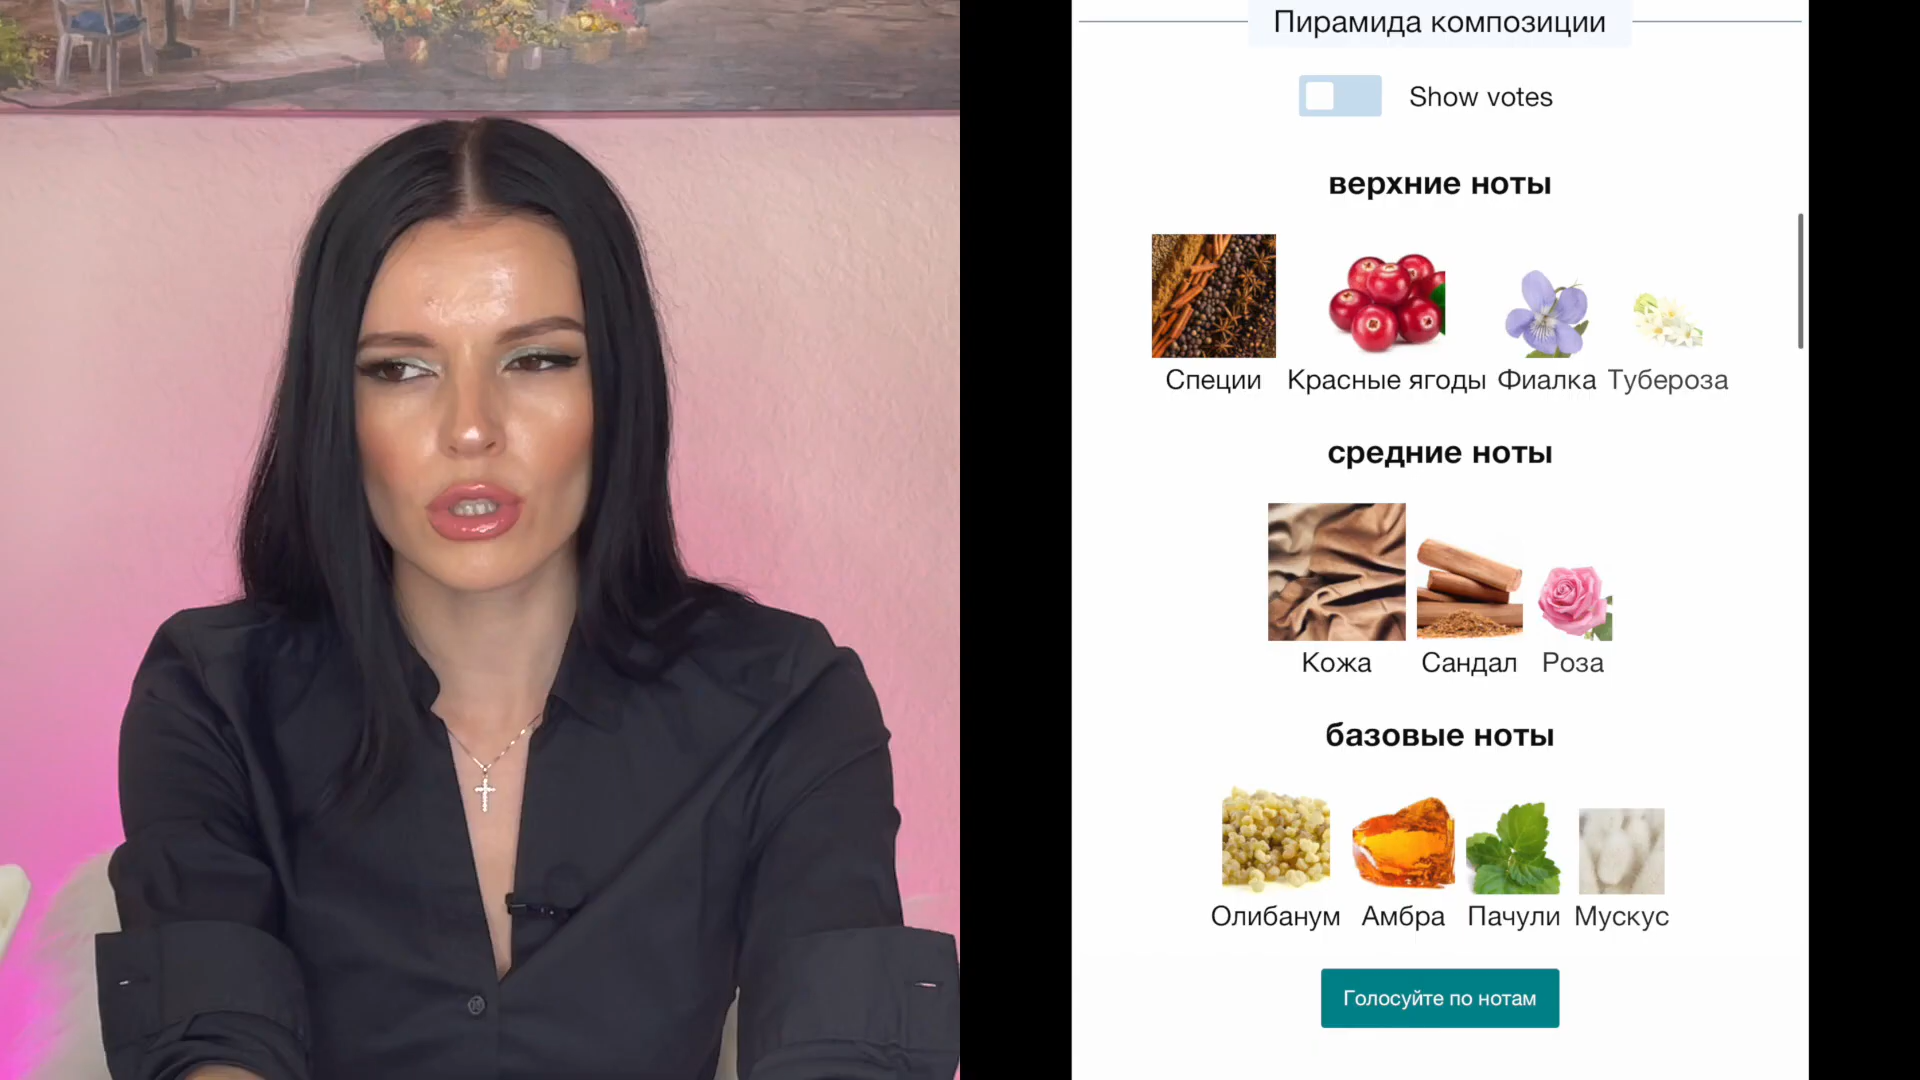 Пирамида композиции
Show votes
верхние ноты
Специи Красные ягоды Фиалка Тубероза
средние ноты
Кожа Сандал Роза
базовые ноты
Олибанум Амбра Пачули Мускус
Голосуйте по нотам